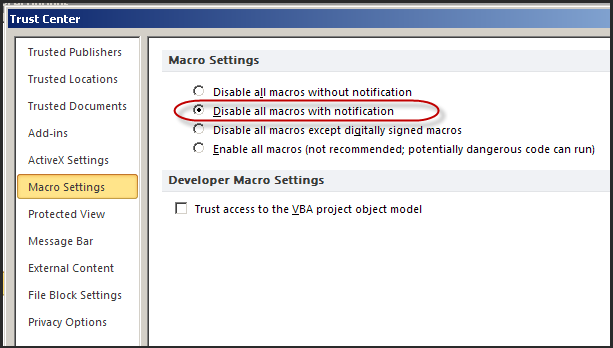 Trust Center
Trusted Publishers
Trusted Locations
Trusted Documents
Add-ins
ActiveX Settings
Macro Settings
Protected View
Message Bar
External Content
File Block Settings
Privacy Options
Macro Settings
Disable all macros without notification
Disable all macros with notification
Disable all macros except digitally signed macros
Enable all macros (not recommended; potentially dangerous code can run)
Developer Macro Settings
Trust access to the VBA project object model